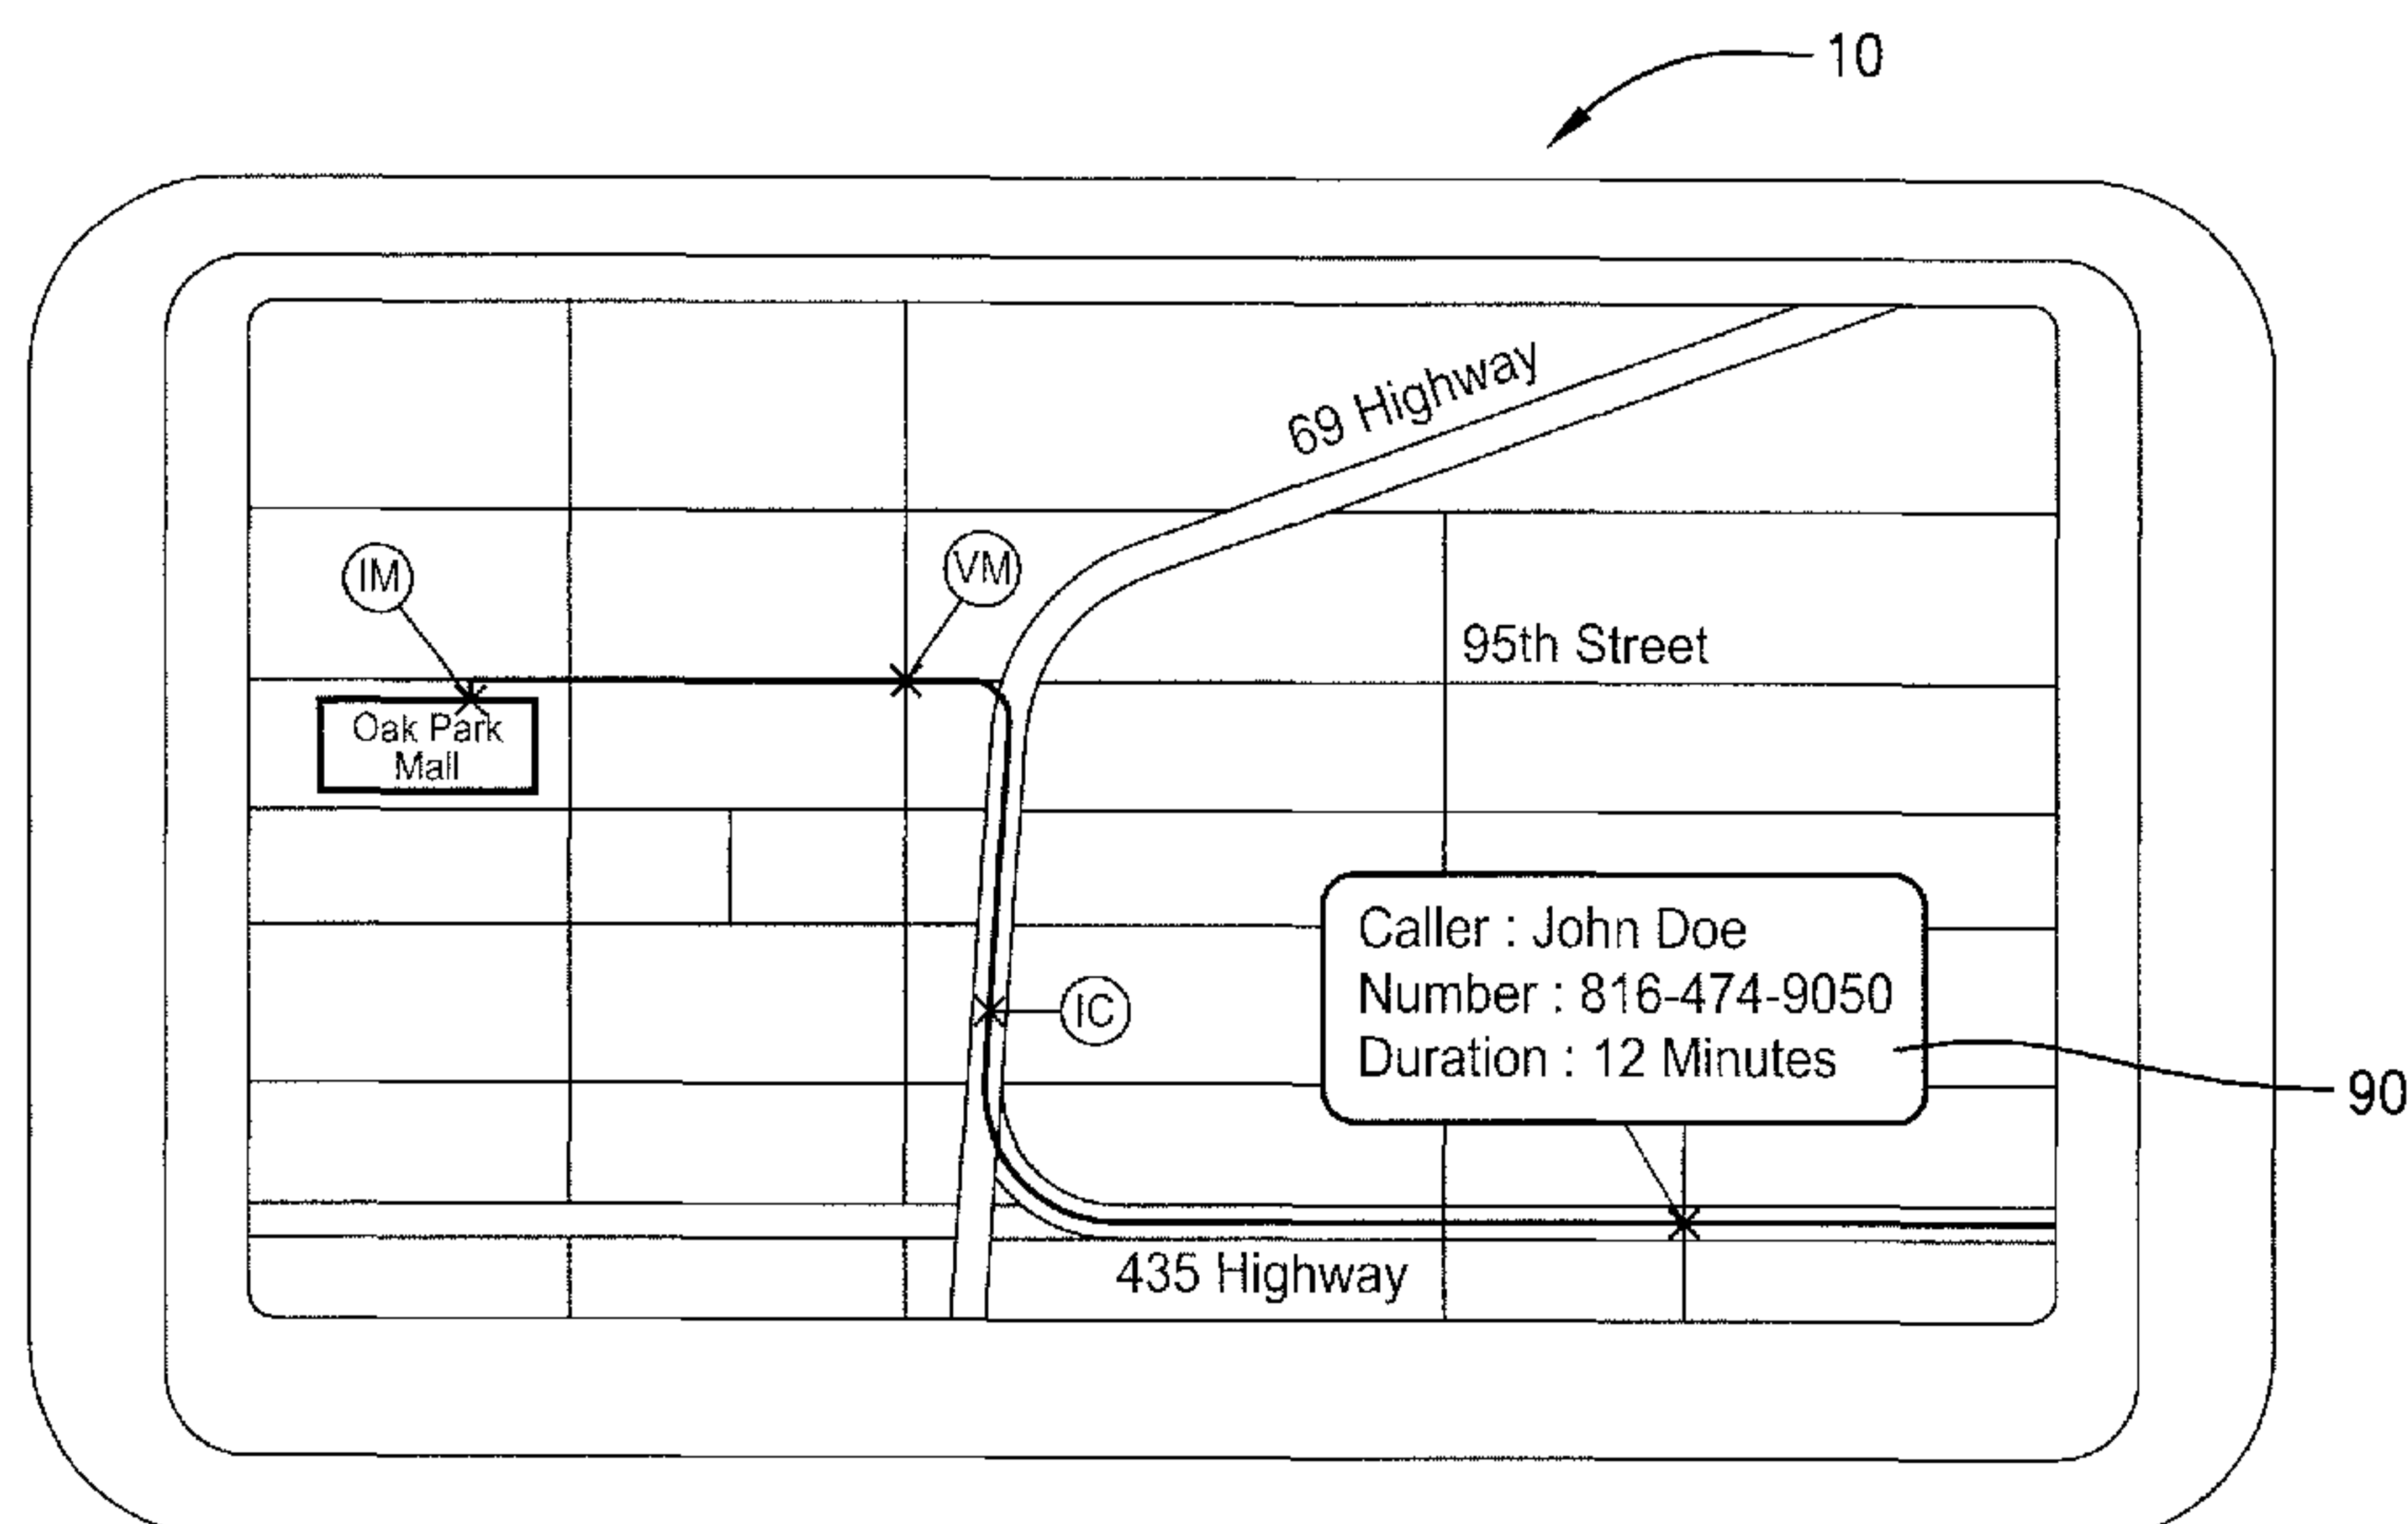 10
69 Highway
IM
VM
95th Street
Oak Park
Mall
Caller : John Doe
Number : 816-474-9050
Duration : 12 Minutes
IC
90
435 Highway